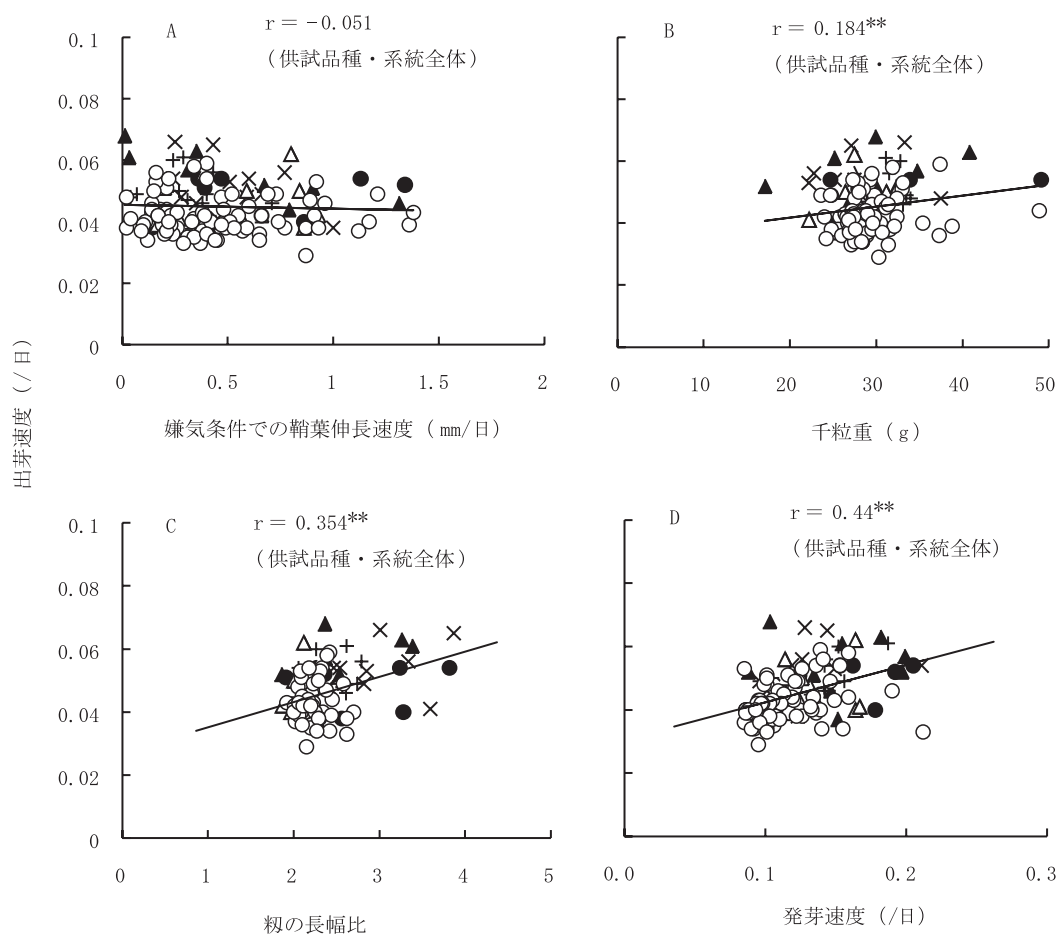 A
r = -0.051
(供試品種・系統全体)
B
r = 0.184**
(供試品種・系統全体)
0.1
0.08
0.06
0.04
0.02
0
0
0.5
1
1.5
2
0
10
20
30
40
50
嫌気条件での鞘葉伸長速度 (mm/日)
千粒重 (g)
出芽速度 (/日)
C
r = 0.354**
(供試品種・系統全体)
D
r = 0.44**
(供試品種・系統全体)
0.1
0.08
0.06
0.04
0.02
0
0
1
2
3
4
5
0.0
0.1
0.2
0.3
籾の長幅比
発芽速度 (/日)